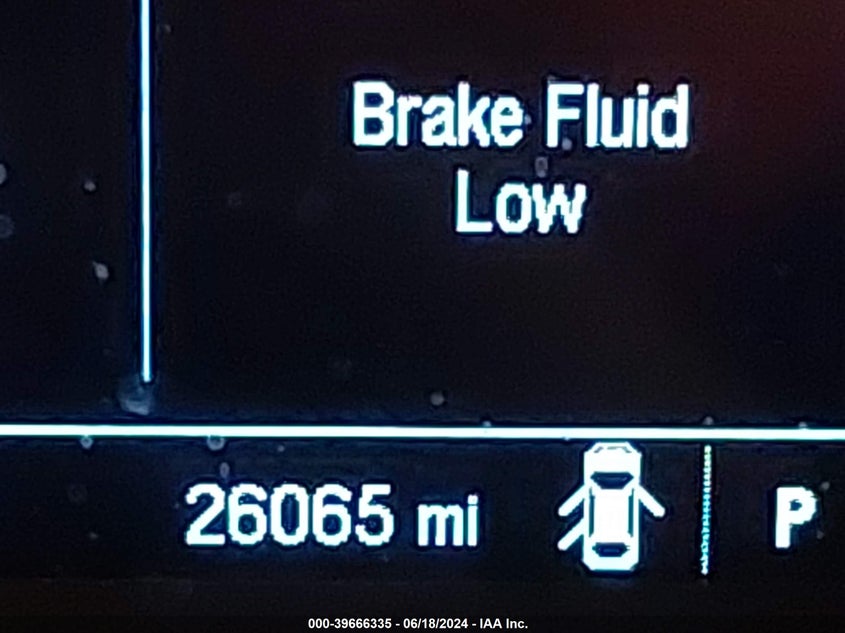 Brake Fluid
Low
26065 mi P
000-39666335 - 06/18/2024 - IAA Inc.